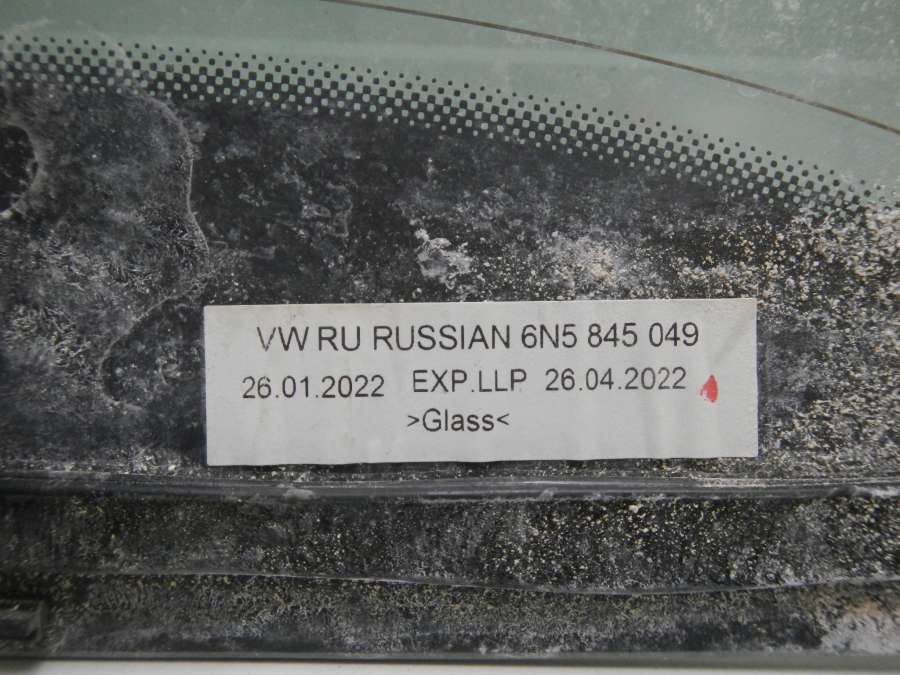 VW RU RUSSIAN 6N5 845 049
26.01.2022 EXP.LLP 26.04.2022
>Glass<